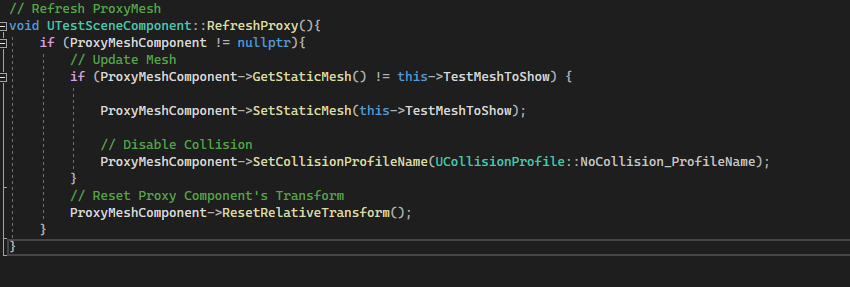 // Refresh ProxyMesh
void UTestSceneComponent::RefreshProxy(){
    if (ProxyMeshComponent != nullptr){
        // Update Mesh
        if (ProxyMeshComponent->GetStaticMesh() != this->TestMeshToShow) {

            ProxyMeshComponent->SetStaticMesh(this->TestMeshToShow);

            // Disable Collision
            ProxyMeshComponent->SetCollisionProfileName(UCollisionProfile::NoCollision_ProfileName);
        }
        // Reset Proxy Component's Transform
        ProxyMeshComponent->ResetRelativeTransform();
    }
}